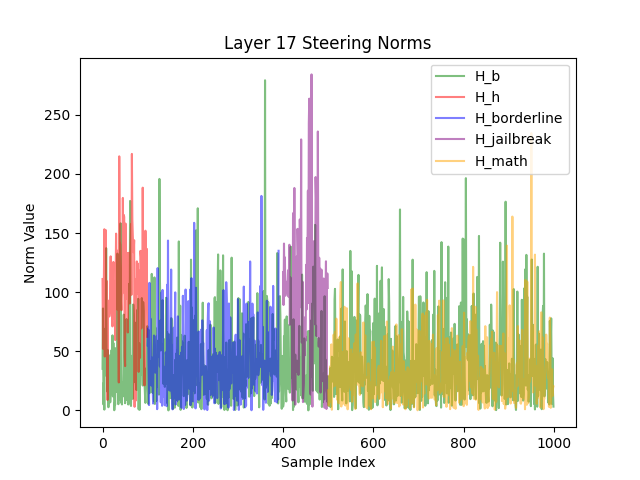 Layer 17 Steering Norms
H_b
H_h
H_borderline
H_jailbreak
H_math
Norm Value
250
200
150
100
50
0
0 200 400 600 800 1000
Sample Index